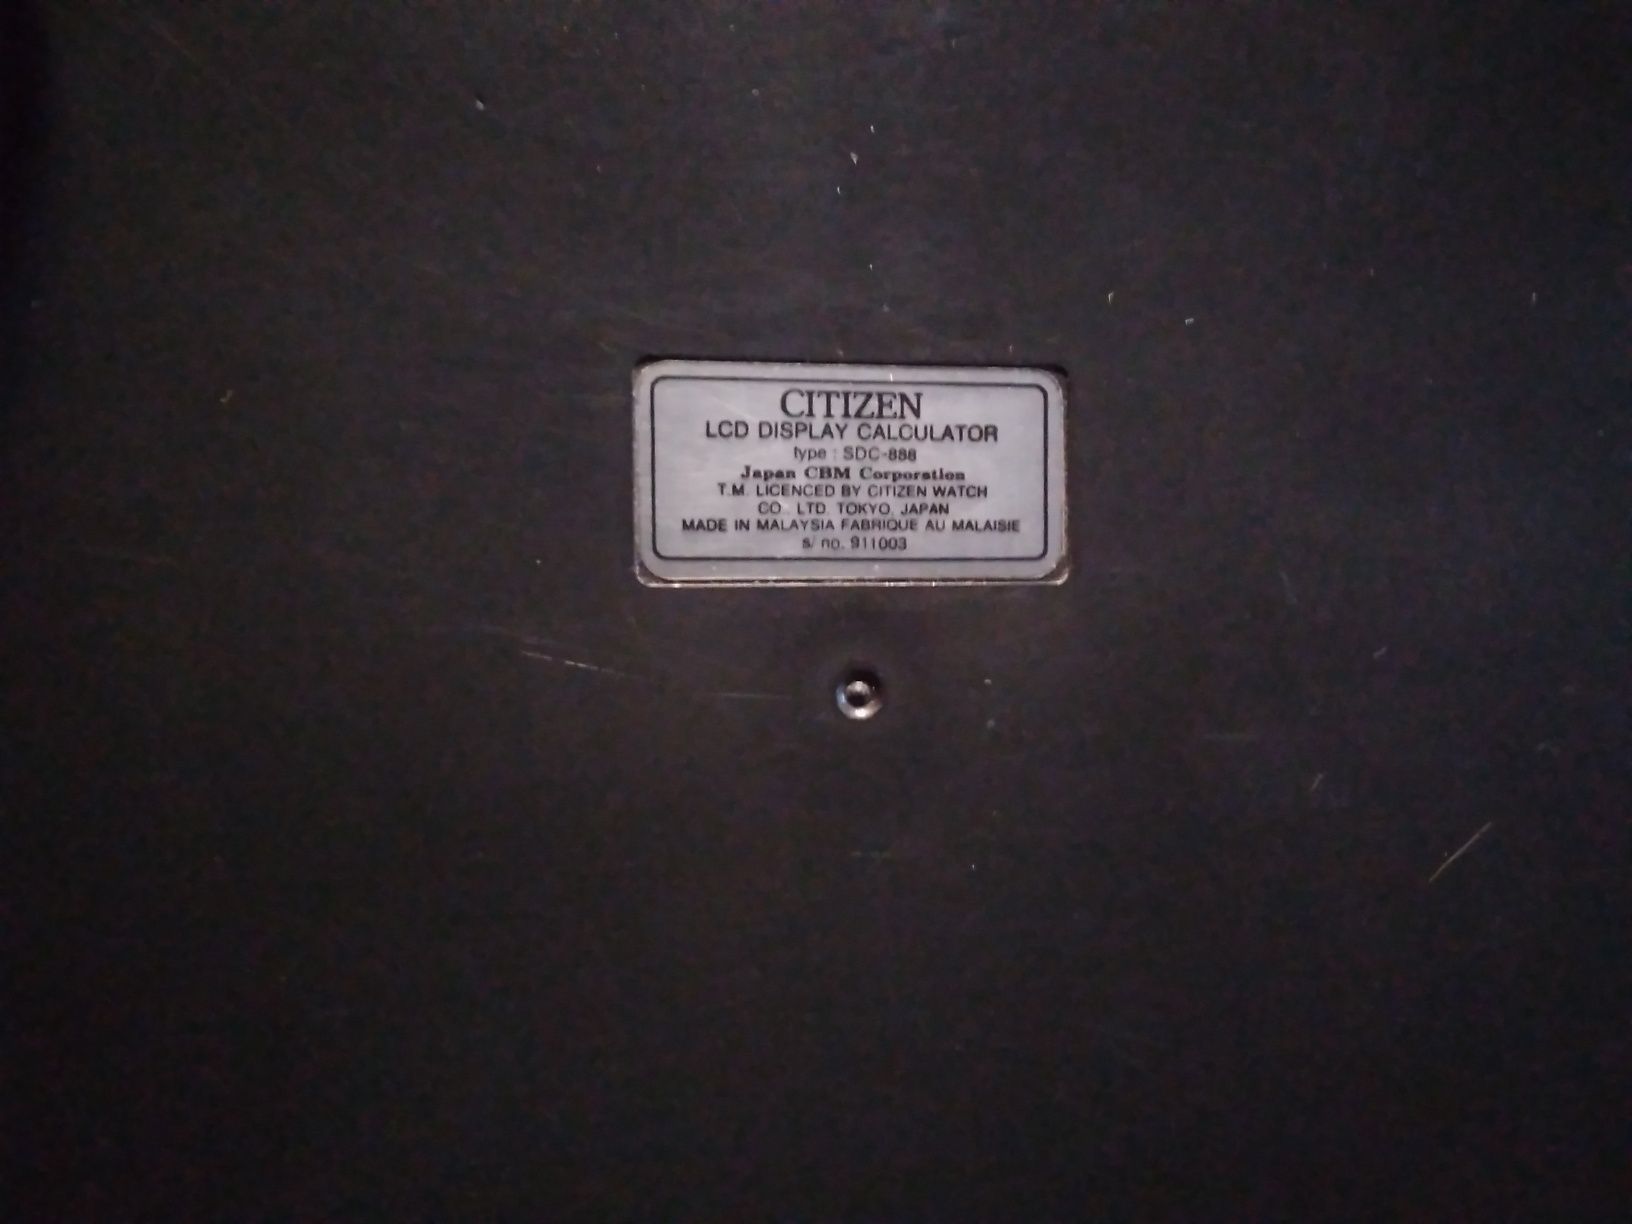 CITIZEN
LCD DISPLAY CALCULATOR
type : SDC-888
Japan CBM Corporation
T.M. LICENCED BY CITIZEN WATCH
CO., LTD. TOKYO, JAPAN
MADE IN MALAYSIA FABRIQUE AU MALAISIE
s/ no. 911003